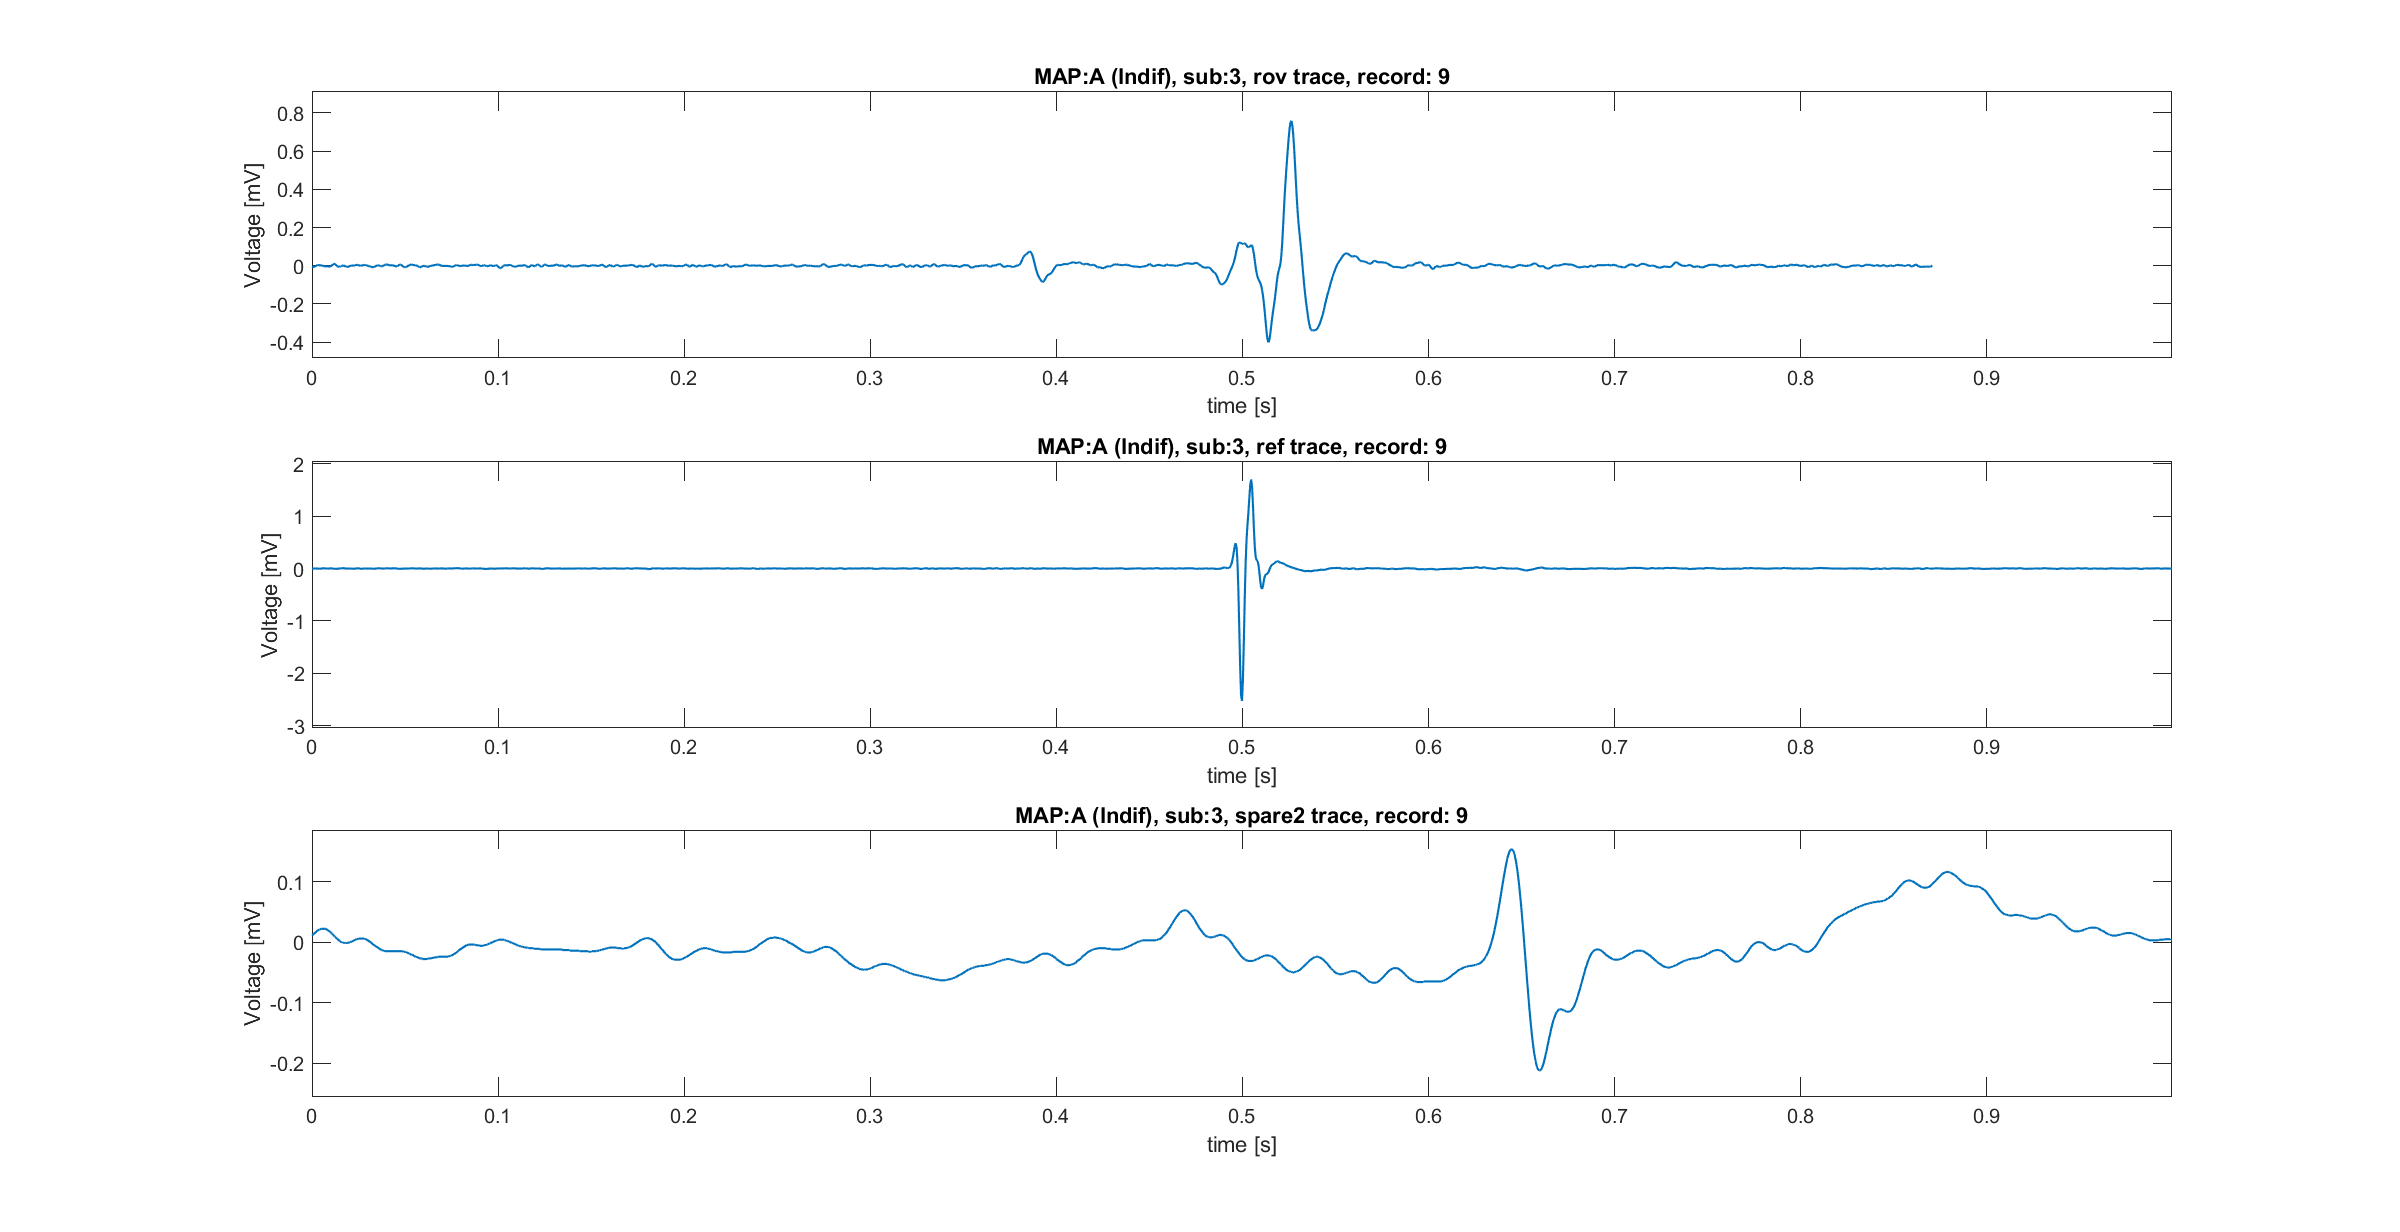 MAP:A (Indif), sub:3, rov trace, record: 9
Voltage [mV]
0.8
0.6
0.4
0.2
0
-0.2
-0.4
0 0.1 0.2 0.3 0.4 0.5 0.6 0.7 0.8 0.9
time [s]
MAP:A (Indif), sub:3, ref trace, record: 9
Voltage [mV]
2
1
0
-1
-2
-3
0 0.1 0.2 0.3 0.4 0.5 0.6 0.7 0.8 0.9
time [s]
MAP:A (Indif), sub:3, spare2 trace, record: 9
Voltage [mV]
0.1
0
-0.1
-0.2
0 0.1 0.2 0.3 0.4 0.5 0.6 0.7 0.8 0.9
time [s]